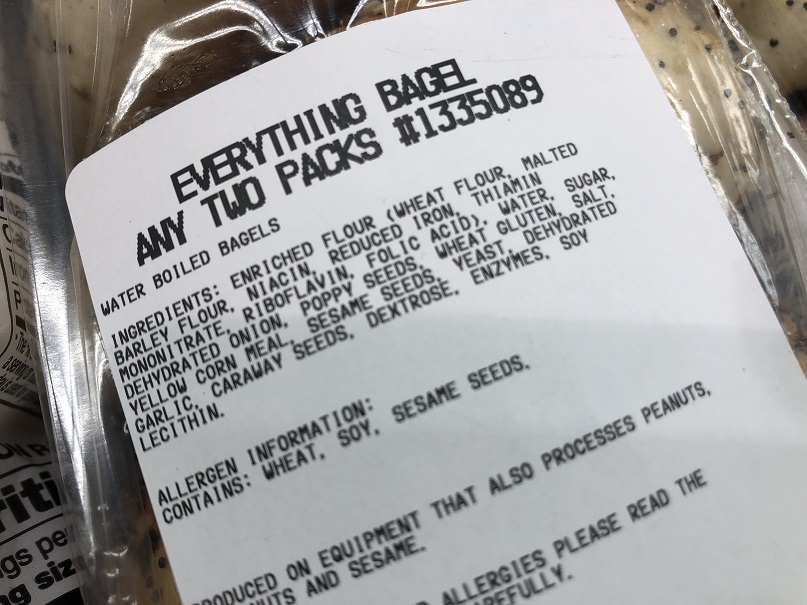 EVERYTHING BAGEL
ANY TWO PACKS #1335089
WATER BOILED BAGELS
INGREDIENTS: ENRICHED FLOUR (WHEAT FLOUR, MALTED
BARLEY FLOUR, NIACIN, REDUCED IRON, THIAMIN
MONONITRATE, RIBOFLAVIN, FOLIC ACID), WATER, SUGAR,
DEHYDRATED ONION, POPPY SEEDS, WHEAT GLUTEN, SALT,
YELLOW CORN MEAL, SESAME SEEDS, YEAST, DEHYDRATED
GARLIC, CARAWAY SEEDS, DEXTROSE, ENZYMES, SOY
LECITHIN.
ALLERGEN INFORMATION:
CONTAINS: WHEAT, SOY, SESAME SEEDS.
RODUCED ON EQUIPMENT THAT ALSO PROCESSES PEANUTS,
NUTS AND SESAME.
ALLERGIES PLEASE READ THE
REFULLY.